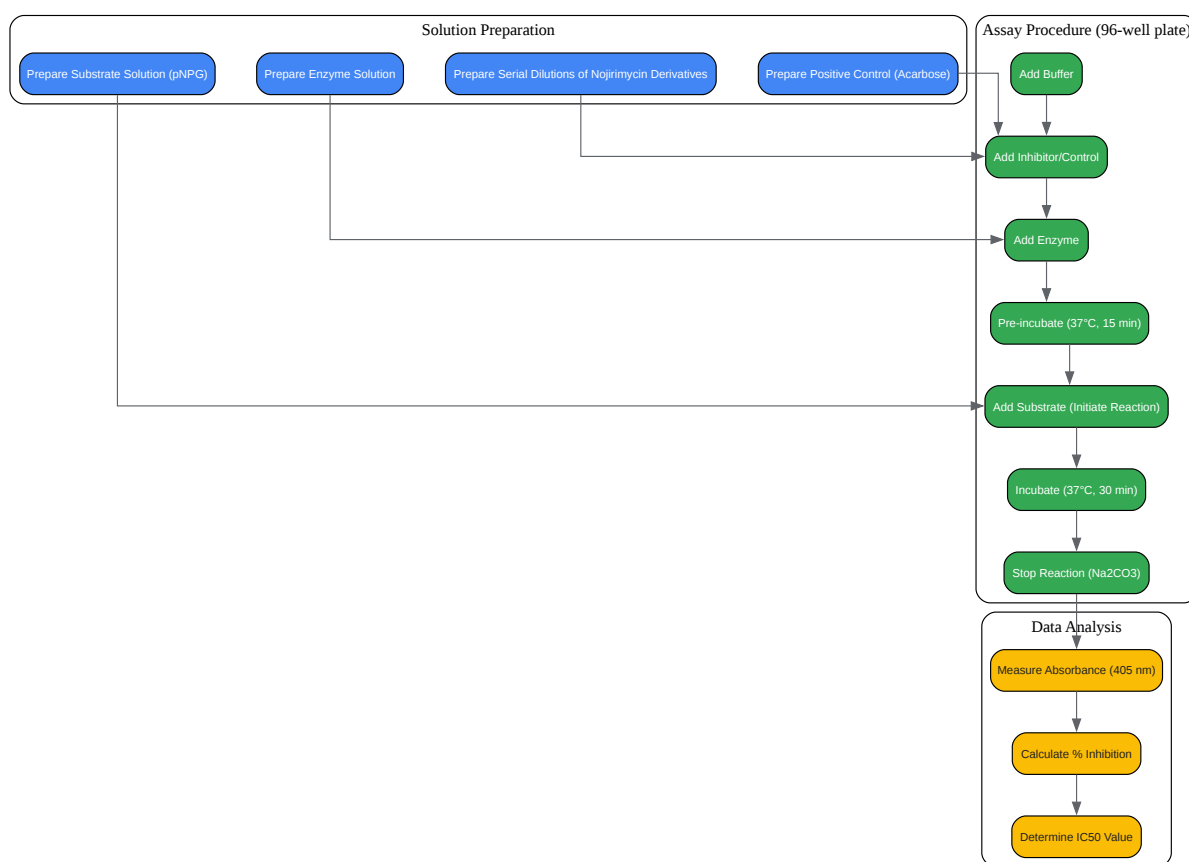 Solution Preparation
Prepare Substrate Solution (pNPG)
Prepare Enzyme Solution
Prepare Serial Dilutions of Nojirimycin Derivatives
Prepare Positive Control (Acarbose)
Assay Procedure (96-well plate)
Add Buffer
Add Inhibitor/Control
Add Enzyme
Pre-incubate (37°C, 15 min)
Add Substrate (Initiate Reaction)
Incubate (37°C, 30 min)
Stop Reaction (Na2CO3)
Data Analysis
Measure Absorbance (405 nm)
Calculate % Inhibition
Determine IC50 Value